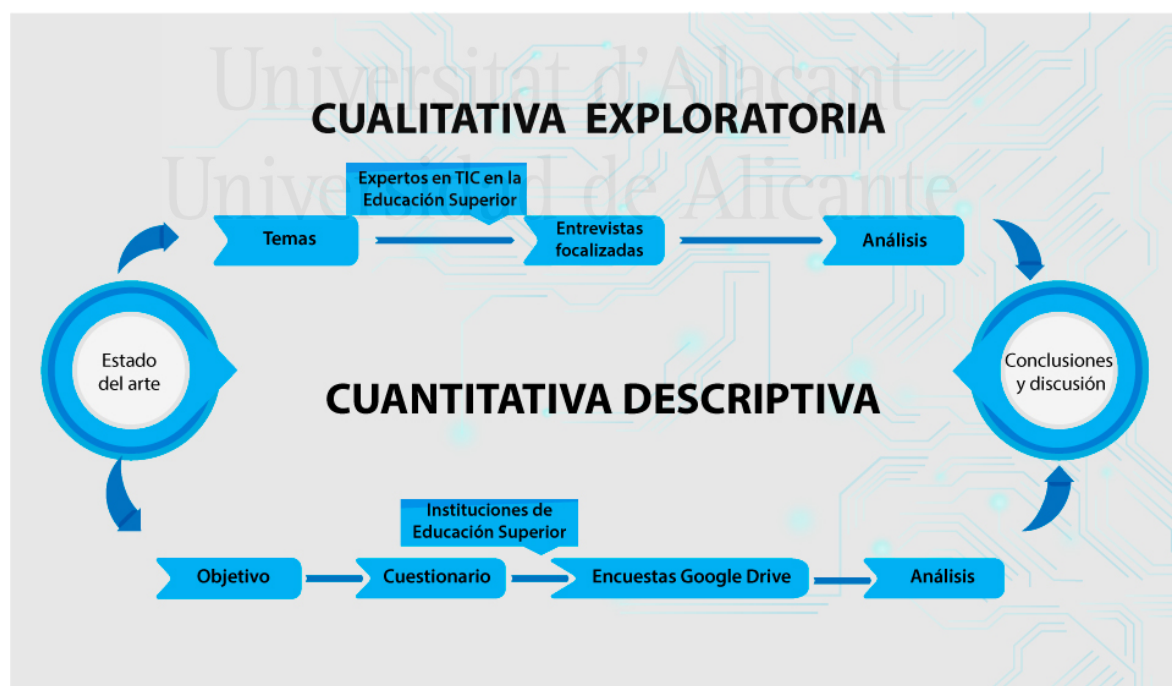 Universitat d'Alacant
CUALITATIVA EXPLORATORIA
Universidad de Alicante
Expertos en TIC en la
Educación Superior
Temas
Entrevistas
focalizadas
Análisis
Estado
del arte
Conclusiones
y discusión
CUANTITATIVA DESCRIPTIVA
Instituciones de
Educación Superior
Objetivo
Cuestionario
Encuestas Google Drive
Análisis